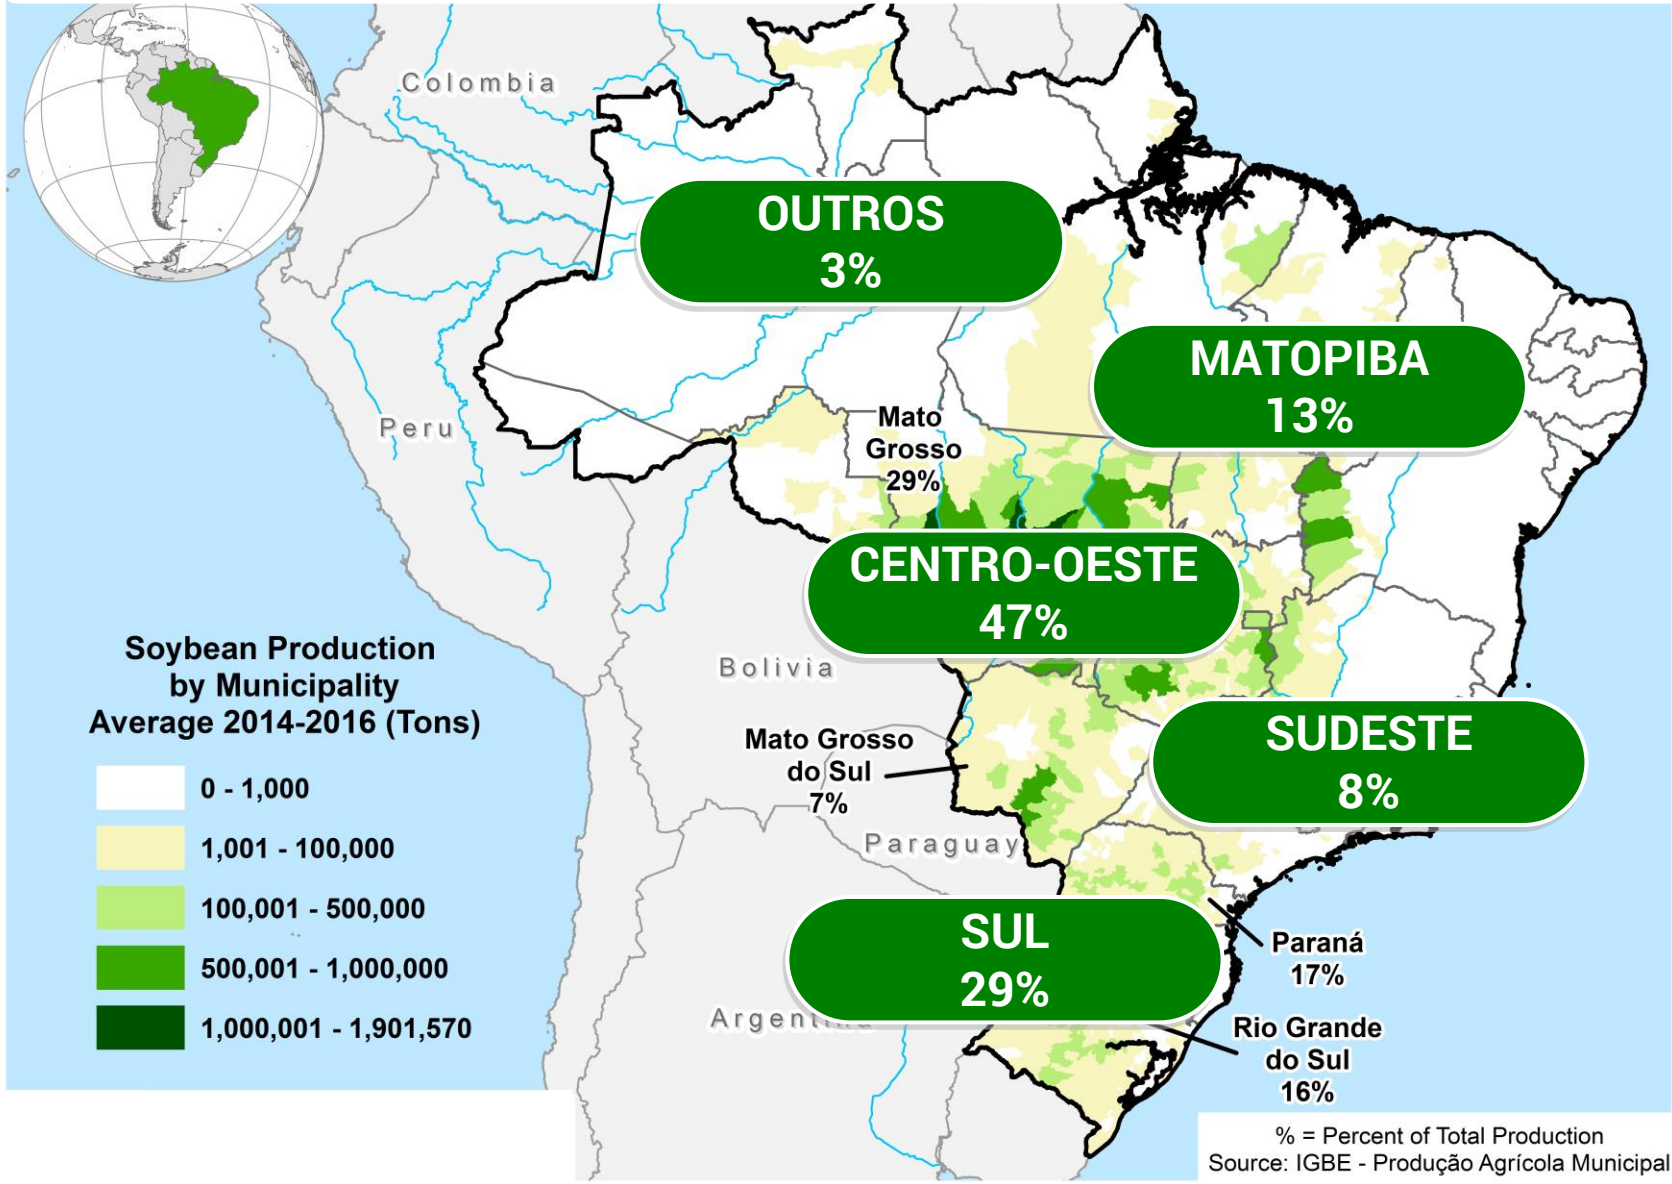 Colombia
OUTROS
3%
MATOPIBA
13%
Peru
Mato
Grosso
29%
CENTRO-OESTE
47%
Soybean Production
by Municipality
Average 2014-2016 (Tons)
0 - 1,000
1,001 - 100,000
100,001 - 500,000
500,001 - 1,000,000
1,000,001 - 1,901,570
Bolivia
Mato Grosso
do Sul
7%
SUDESTE
8%
Paraguay
SUL
29%
Paraná
17%
Argentina
Rio Grande
do Sul
16%
% = Percent of Total Production
Source: IGBE - Produção Agrícola Municipal